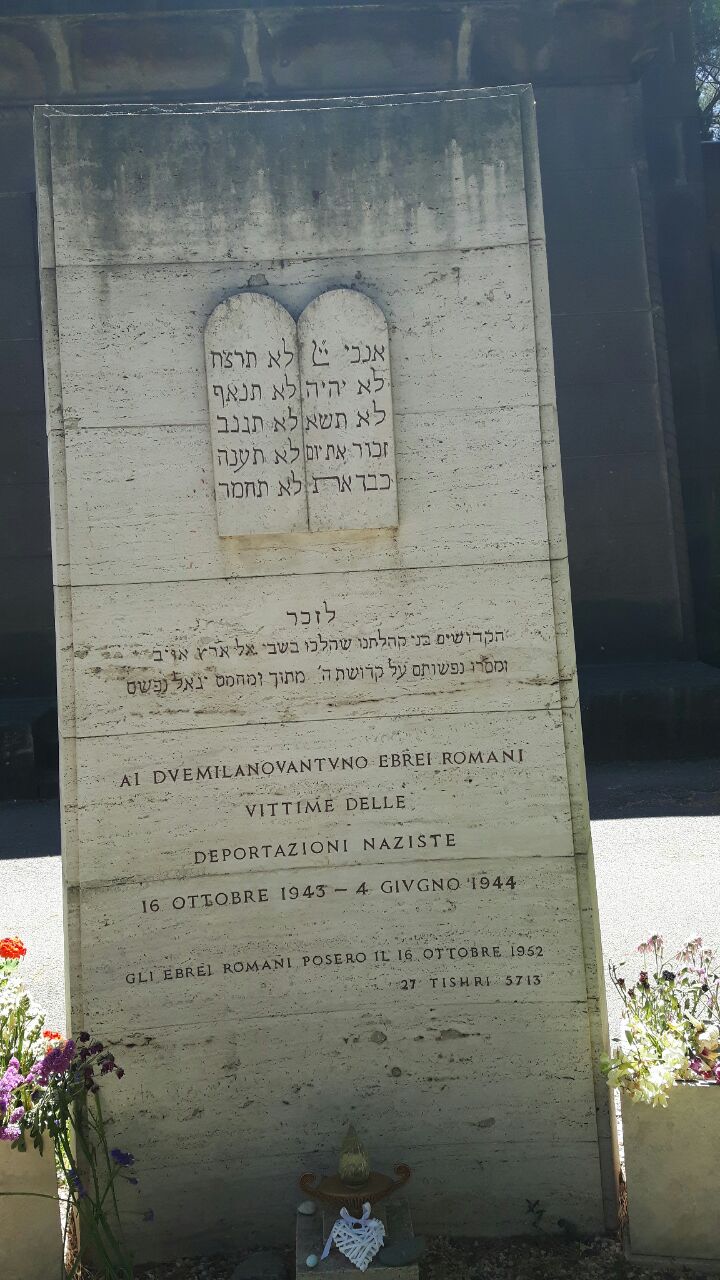 אנכי ײ
לא יהיה
לא תשא
זכור את יום
כבד את
לא תרצח
לא תנאף
לא תגנב
לא תענה
לא תחמד
לזכר
הקדושים בני קהלתנו שהלכו בשבי אל ארץ אויב
ומסרו נפשותם על קדושת ה׳ מתוך ומחמס יגאל נפשם
AI DVEMILANOVANTVNO EBREI ROMANI
VITTIME DELLE
DEPORTAZIONI NAZISTE
16 OTTOBRE 1943 – 4 GIVGNO 1944
GLI EBREI ROMANI POSERO IL 16 OTTOBRE 1952
27 TISHRI 5713